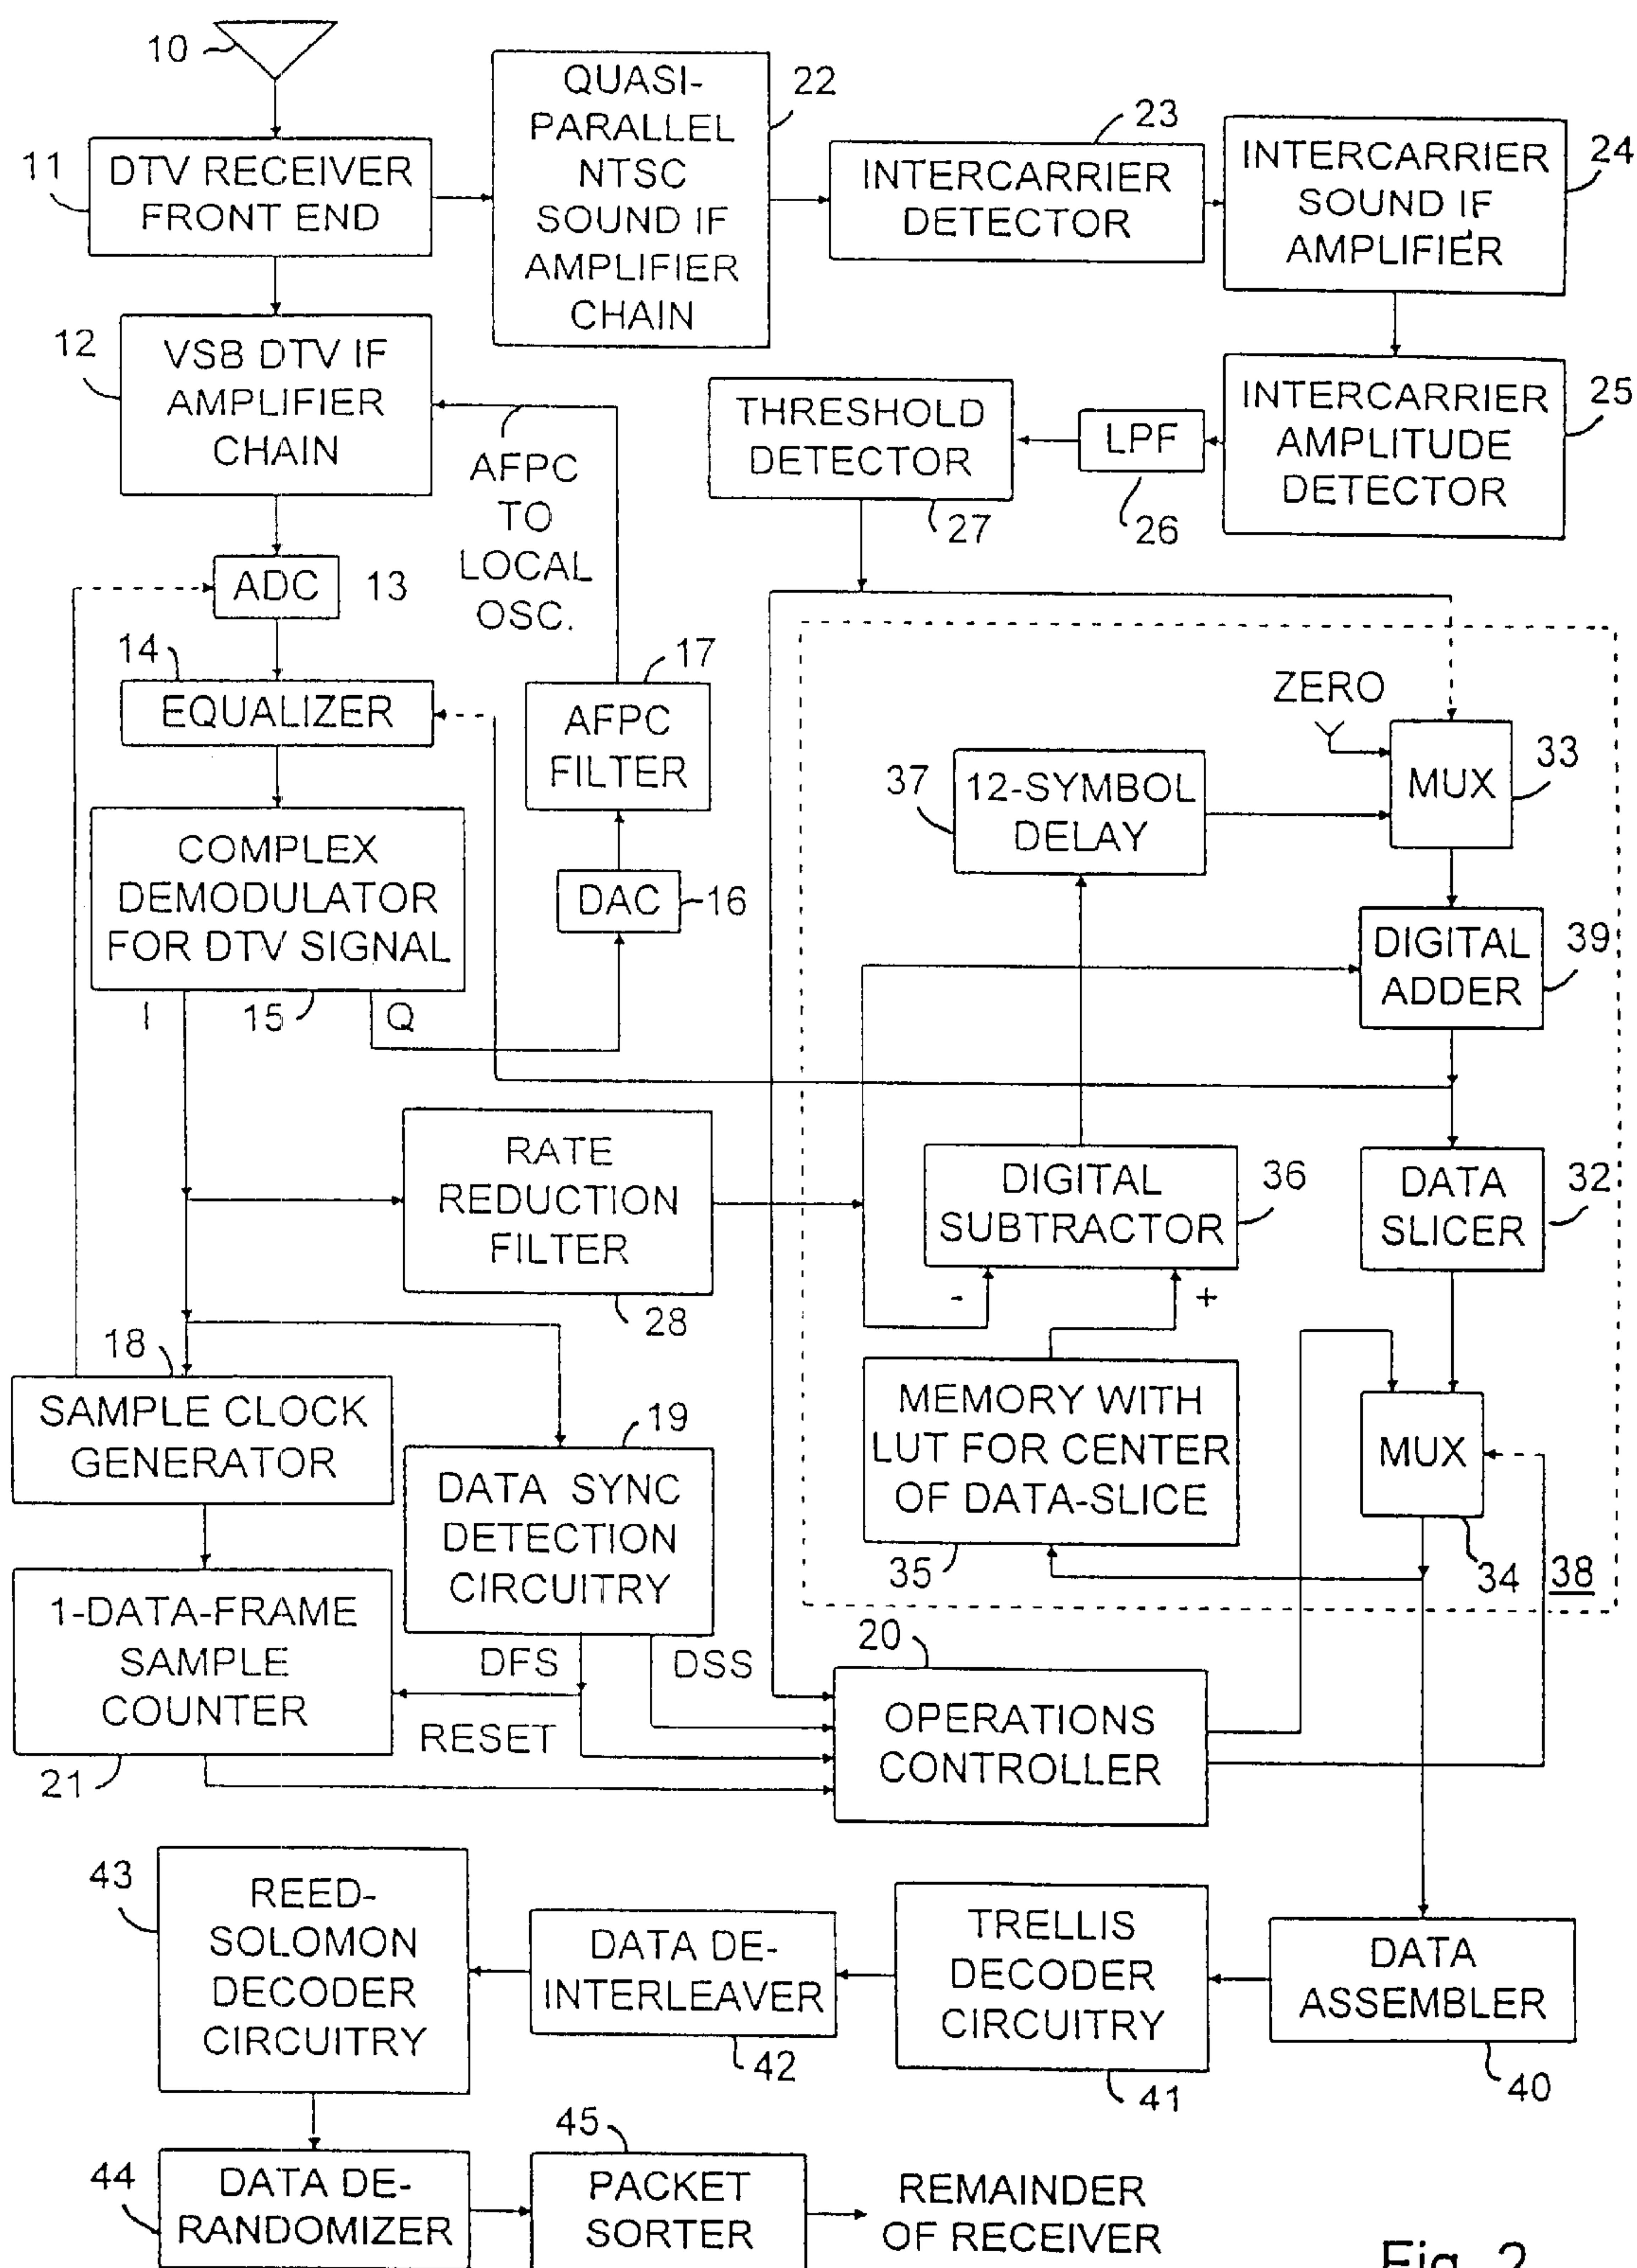 10
11
DTV RECEIVER
FRONT END
QUASI-
PARALLEL
NTSC
SOUND IF
AMPLIFIER
CHAIN
22
INTERCARRIER
DETECTOR
23
INTERCARRIER
SOUND IF
AMPLIFIER
24
12
VSB DTV IF
AMPLIFIER
CHAIN
AFPC
TO
LOCAL
OSC.
THRESHOLD
DETECTOR
27
LPF
26
INTERCARRIER
AMPLITUDE
DETECTOR
25
ADC
13
14
EQUALIZER
17
AFPC
FILTER
DAC
16
COMPLEX
DEMODULATOR
FOR DTV SIGNAL
I
15
Q
ZERO
MUX
33
37
12-SYMBOL
DELAY
DIGITAL
ADDER
39
RATE
REDUCTION
FILTER
28
DIGITAL
SUBTRACTOR
36
-
+
DATA
SLICER
32
18
SAMPLE CLOCK
GENERATOR
19
DATA SYNC
DETECTION
CIRCUITRY
MEMORY WITH
LUT FOR CENTER
OF DATA-SLICE
35
MUX
34
38
1-DATA-FRAME
SAMPLE
COUNTER
21
DFS
DSS
RESET
20
OPERATIONS
CONTROLLER
43
REED-
SOLOMON
DECODER
CIRCUITRY
DATA DE-
INTERLEAVER
42
TRELLIS
DECODER
CIRCUITRY
41
DATA
ASSEMBLER
40
44
DATA DE-
RANDOMIZER
45
PACKET
SORTER
REMAINDER
OF RECEIVER
Fig. 2